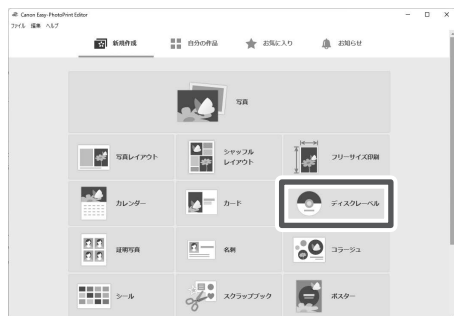 Canon Easy-PhotoPrint Editor
ファイル 編集 ヘルプ
新規作成 自分の作品 お気に入り お知らせ
写真
写真レイアウト シャッフル レイアウト フリーサイズ印刷
カレンダー カード ディスクレーベル
証明写真 名刺 コラージュ
シール スクラップブック ポスター